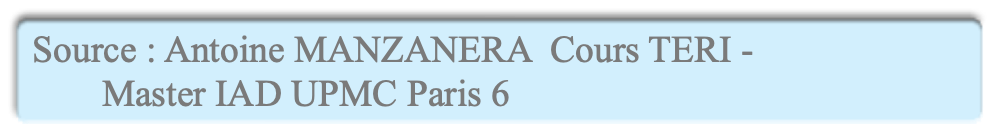 Source : Antoine MANZANERA  Cours TERI -
Master IAD UPMC Paris 6